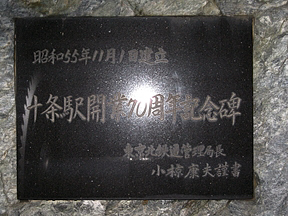 昭和55年11月1日建立
十条駅開業70周年記念碑
東京北鉄道管理局長
小椋康夫謹書